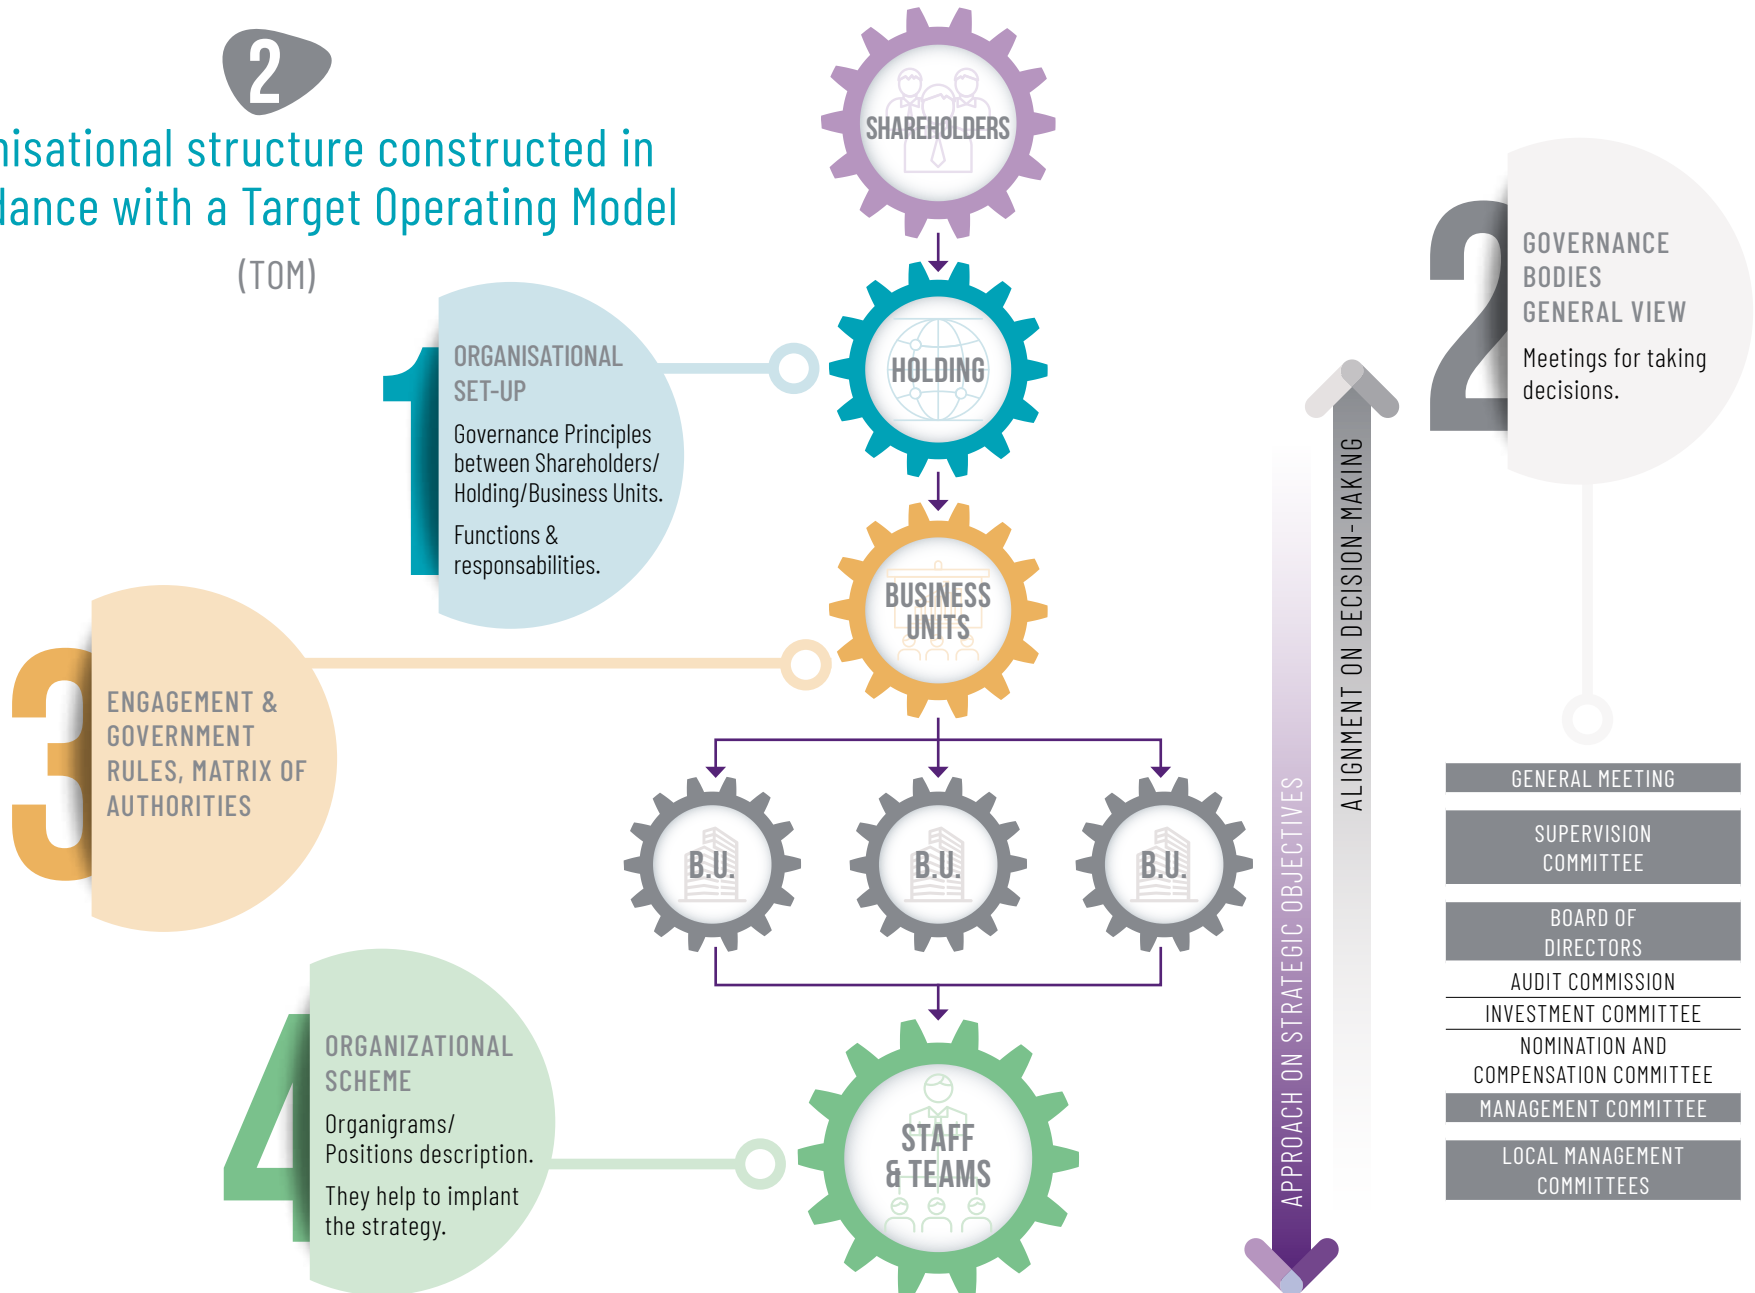 2
nisational structure constructed in
dance with a Target Operating Model
(TOM)
SHAREHOLDERS
HOLDING
BUSINESS
UNITS
B.U.
B.U.
B.U.
STAFF
& TEAMS
1
ORGANISATIONAL
SET-UP
Governance Principles
between Shareholders/
Holding/Business Units.
Functions &
responsabilities.
2
GOVERNANCE
BODIES
GENERAL VIEW
Meetings for taking
decisions.
3
ENGAGEMENT &
GOVERNMENT
RULES, MATRIX OF
AUTHORITIES
4
ORGANIZATIONAL
SCHEME
Organigrams/
Positions description.
They help to implant
the strategy.
APPROACH ON STRATEGIC OBJECTIVES
ALIGNMENT ON DECISION-MAKING
GENERAL MEETING
SUPERVISION
COMMITTEE
BOARD OF
DIRECTORS
AUDIT COMMISSION
INVESTMENT COMMITTEE
NOMINATION AND
COMPENSATION COMMITTEE
MANAGEMENT COMMITTEE
LOCAL MANAGEMENT
COMMITTEES